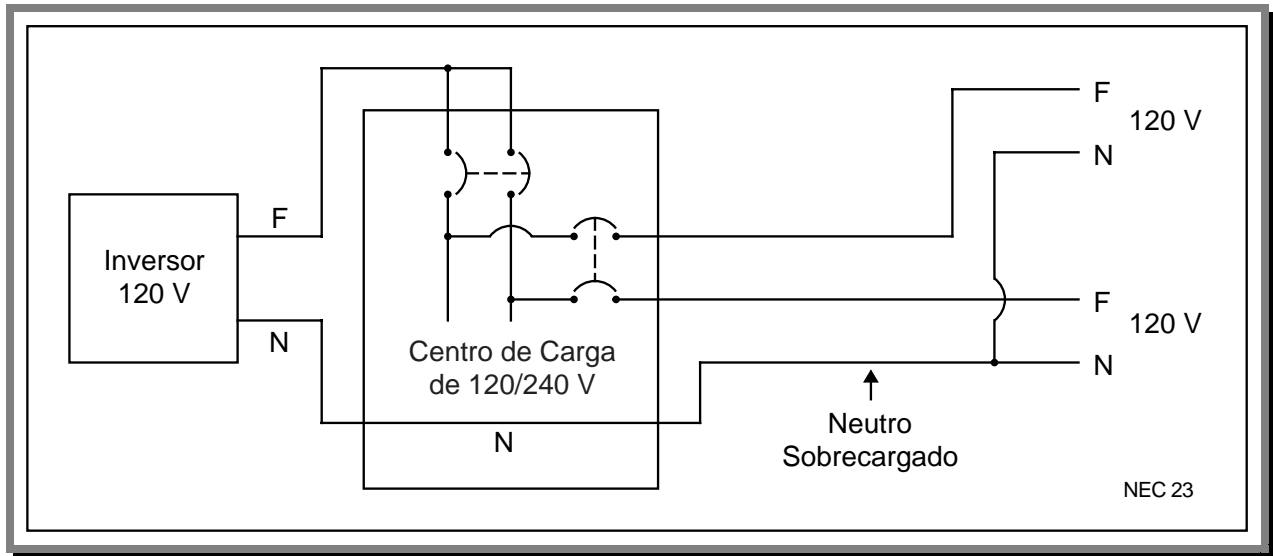 F
120 V
N
F
Inversor
120 V
N
F
120 V
N
Centro de Carga
de 120/240 V
N
Neutro
Sobrecargado
NEC 23